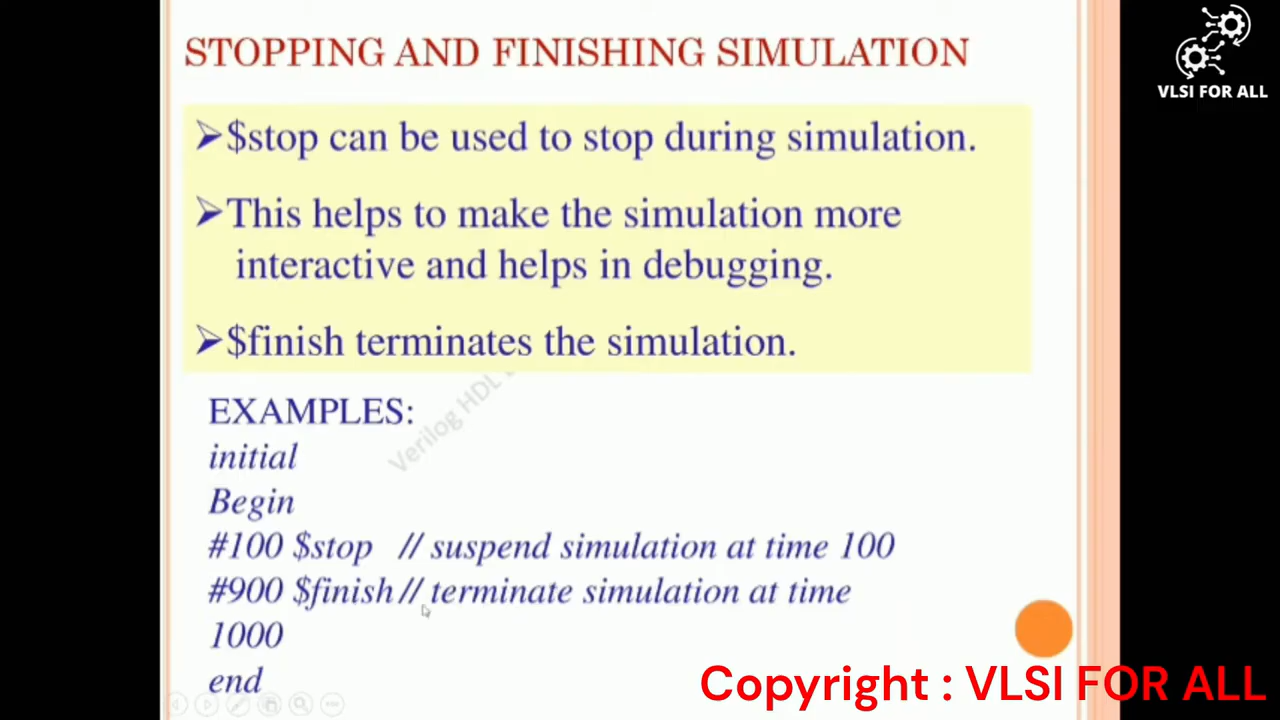 STOPPING AND FINISHING SIMULATION
VLSI FOR ALL
➢$stop can be used to stop during simulation.
➢This helps to make the simulation more
interactive and helps in debugging.
➢$finish terminates the simulation.
Verilog HDL
EXAMPLES:
initial
Begin
#100 $stop // suspend simulation at time 100
#900 $finish // terminate simulation at time
1000
end
Copyright : VLSI FOR ALL